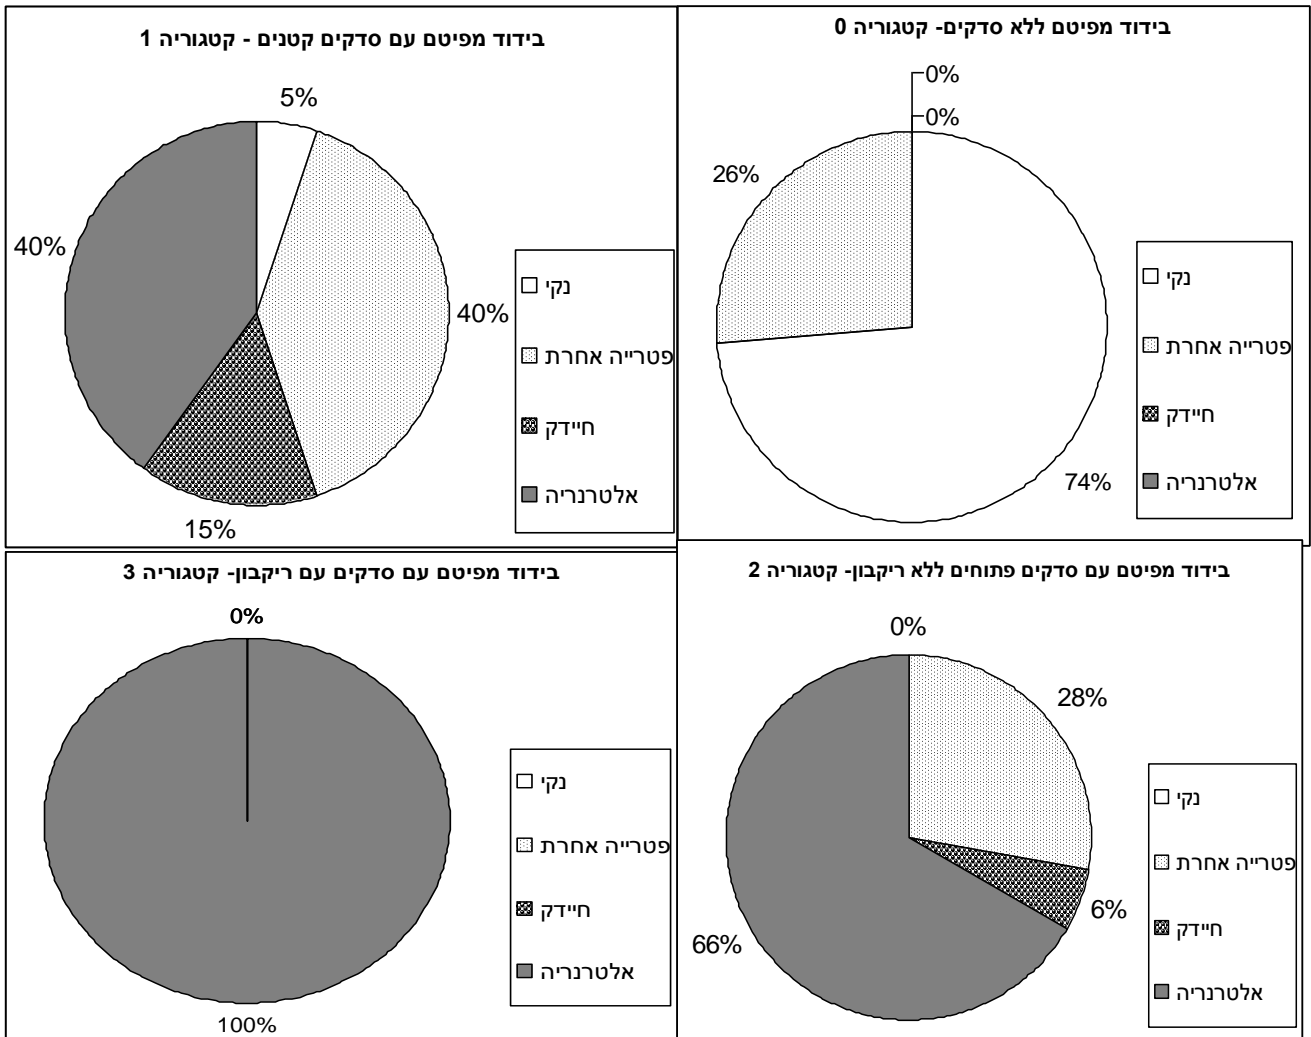 בידוד מפיטם ללא סדקים- קטגוריה 0
0%
0%
26%
74%
נקי
פטרייה אחרת
חיידק
אלטרנריה
בידוד מפיטם עם סדקים קטנים - קטגוריה 1
5%
40%
40%
15%
נקי
פטרייה אחרת
חיידק
אלטרנריה
בידוד מפיטם עם סדקים פתוחים ללא ריקבון- קטגוריה 2
0%
28%
6%
66%
נקי
פטרייה אחרת
חיידק
אלטרנריה
בידוד מפיטם עם סדקים עם ריקבון- קטגוריה 3
0%
100%
נקי
פטרייה אחרת
חיידק
אלטרנריה